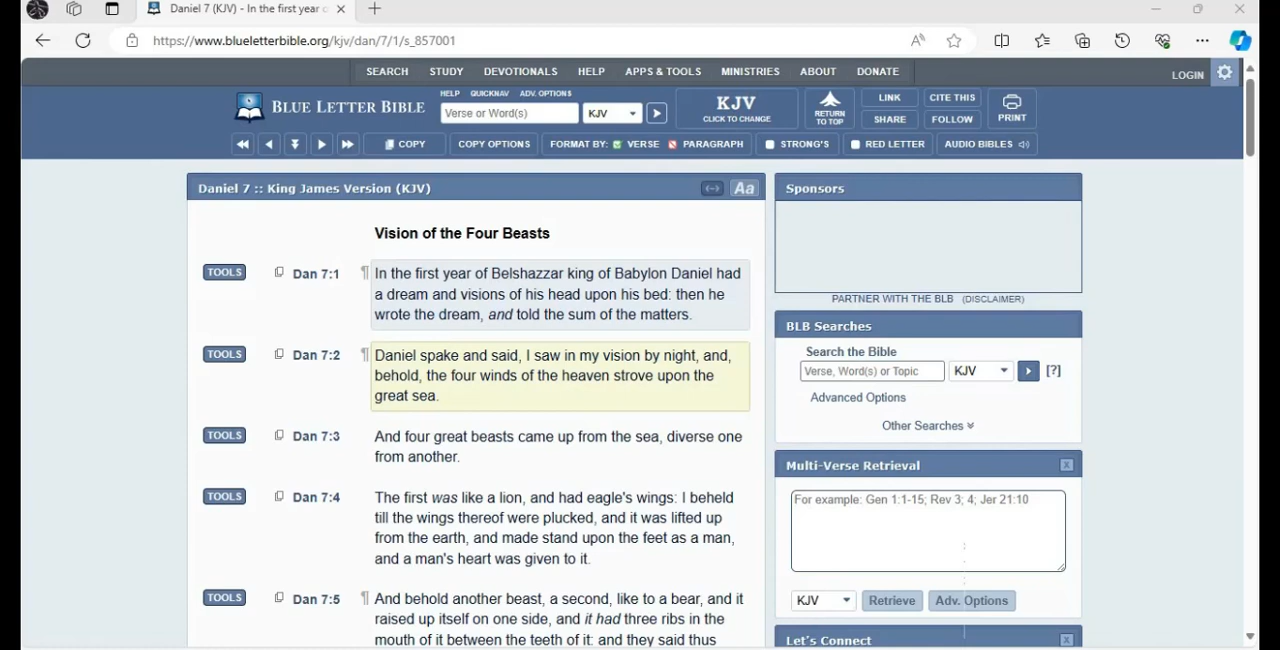 Daniel 7 (KJV) - In the first year o
https://www.blueletterbible.org/kjv/dan/7/1/s_857001
SEARCH STUDY DEVOTIONALS HELP APPS & TOOLS MINISTRIES ABOUT DONATE LOGIN
BLUE LETTER BIBLE
HELP QUICKNAV ADV. OPTIONS
Verse or Word(s) KJV
KJV
CLICK TO CHANGE
RETURN
TO TOP
LINK CITE THIS
SHARE FOLLOW
PRINT
COPY COPY OPTIONS FORMAT BY: VERSE PARAGRAPH STRONG'S RED LETTER AUDIO BIBLES
Daniel 7 :: King James Version (KJV) Aa
Vision of the Four Beasts
TOOLS Dan 7:1 ¶ In the first year of Belshazzar king of Babylon Daniel had
a dream and visions of his head upon his bed: then he
wrote the dream, and told the sum of the matters.
TOOLS Dan 7:2 ¶ Daniel spake and said, I saw in my vision by night, and,
behold, the four winds of the heaven strove upon the
great sea.
TOOLS Dan 7:3 And four great beasts came up from the sea, diverse one
from another.
TOOLS Dan 7:4 The first was like a lion, and had eagle's wings: I beheld
till the wings thereof were plucked, and it was lifted up
from the earth, and made stand upon the feet as a man,
and a man's heart was given to it.
TOOLS Dan 7:5 ¶ And behold another beast, a second, like to a bear, and it
raised up itself on one side, and it had three ribs in the
mouth of it between the teeth of it: and they said thus
Sponsors
PARTNER WITH THE BLB (DISCLAIMER)
BLB Searches
Search the Bible
Verse, Word(s) or Topic KJV [?]
Advanced Options
Other Searches
Multi-Verse Retrieval X
For example: Gen 1:1-15; Rev 3; 4; Jer 21:10
KJV Retrieve Adv. Options
Let's Connect X